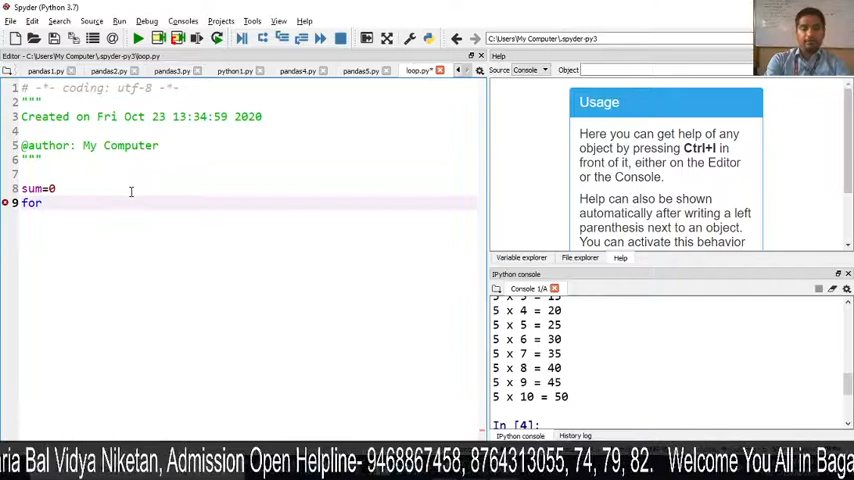 Spyder (Python 3.7)
File Edit Search Source Run Debug Consoles Projects Tools View Help
C:\Users\My Computer\.spyder-py3
Editor - C:\Users\My Computer\.spyder-py3\loop.py
Help
pandas1.py pandas2.py pandas3.py python1.py pandas4.py pandas5.py loop.py*
Source Console Object
1 # -*- coding: utf-8 -*-
2 """
3 Created on Fri Oct 23 13:34:59 2020
4
5 @author: My Computer
6 """
7
8 sum=0
9 for
Usage
Here you can get help of any
object by pressing Ctrl+I in
front of it, either on the Editor
or the Console.
Help can also be shown
automatically after writing a left
parenthesis next to an object.
You can activate this behavior
Variable explorer File explorer Help
IPython console
Console 1/A
5 x 3 = 15
5 x 4 = 20
5 x 5 = 25
5 x 6 = 30
5 x 7 = 35
5 x 8 = 40
5 x 9 = 45
5 x 10 = 50
In [4]:
IPython console History log
aria Bal Vidya Niketan, Admission Open Helpline- 9468867458, 8764313055, 74, 79, 82. Welcome You All in Baga